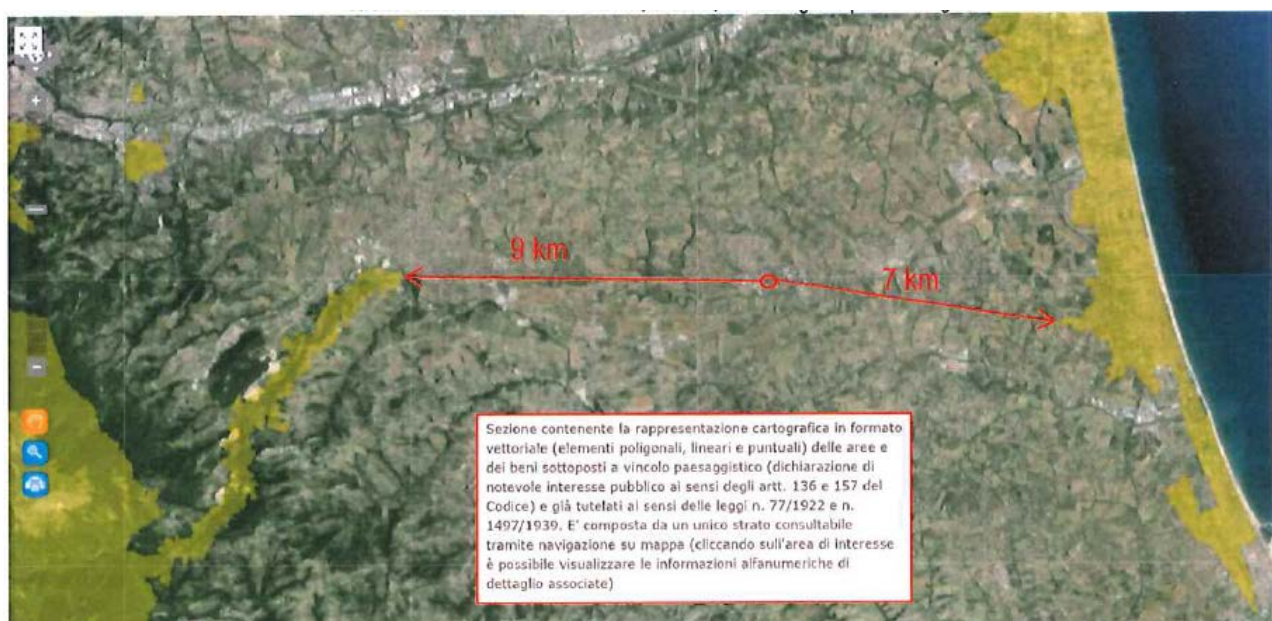 9 km
7 km
Sezione contenente la rappresentazione cartografica in formato
vettoriale (elementi poligonali, lineari e puntuali) delle aree e
dei beni sottoposti a vincolo paesaggistico (dichiarazione di
notevole interesse pubblico ai sensi degli artt. 136 e 157 del
Codice) e già tutelati ai sensi delle leggi n. 77/1922 e n.
1497/1939. E' composta da un unico strato consultabile
tramite navigazione su mappa (cliccando sull'area di interesse
è possibile visualizzare le informazioni alfanumeriche di
dettaglio associate)